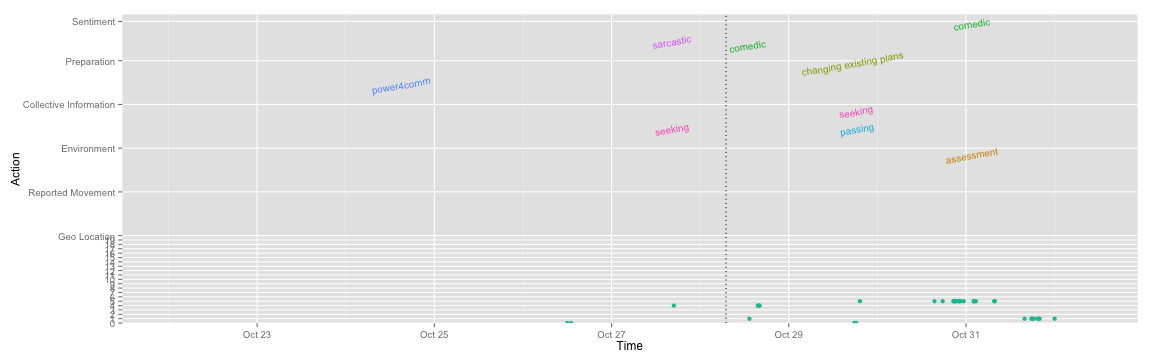 Sentiment
comedic
sarcastic
comedic
Preparation
changing existing plans
power4comm
Collective Information
seeking
seeking
passing
Environment
assessment
Reported Movement
Geo Location
Action
0
Oct 23
Oct 25
Oct 27
Oct 29
Oct 31
Time